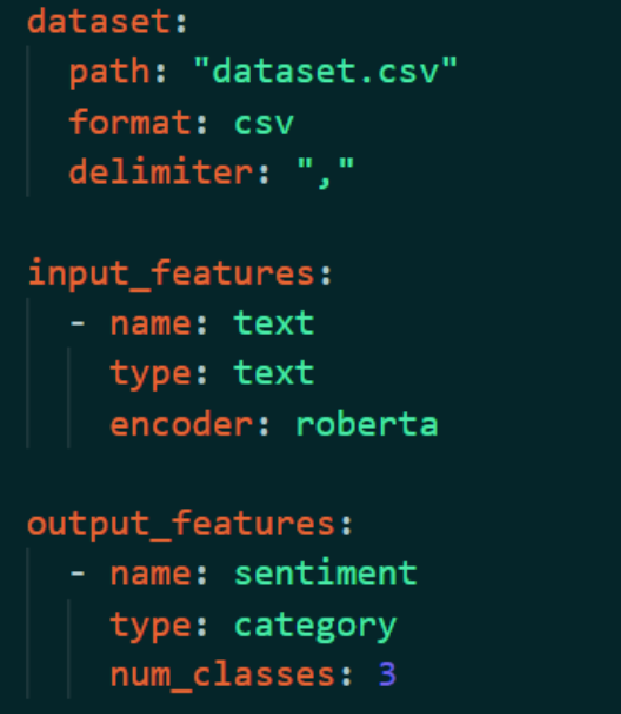 dataset:
  path: "dataset.csv"
  format: csv
  delimiter: ","

input_features:
  - name: text
    type: text
    encoder: roberta

output_features:
  - name: sentiment
    type: category
    num_classes: 3